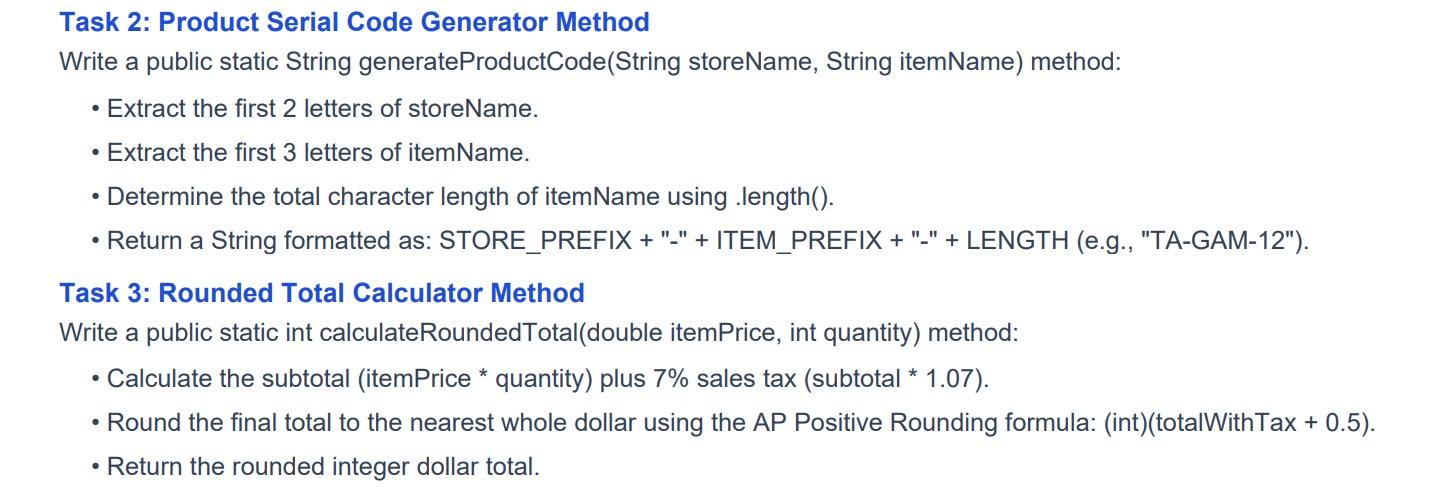 Task 2: Product Serial Code Generator Method
Write a public static String generateProductCode(String storeName, String itemName) method:
• Extract the first 2 letters of storeName.
• Extract the first 3 letters of itemName.
• Determine the total character length of itemName using .length().
• Return a String formatted as: STORE_PREFIX + "-" + ITEM_PREFIX + "-" + LENGTH (e.g., "TA-GAM-12").
Task 3: Rounded Total Calculator Method
Write a public static int calculateRoundedTotal(double itemPrice, int quantity) method:
• Calculate the subtotal (itemPrice * quantity) plus 7% sales tax (subtotal * 1.07).
• Round the final total to the nearest whole dollar using the AP Positive Rounding formula: (int)(totalWithTax + 0.5).
• Return the rounded integer dollar total.